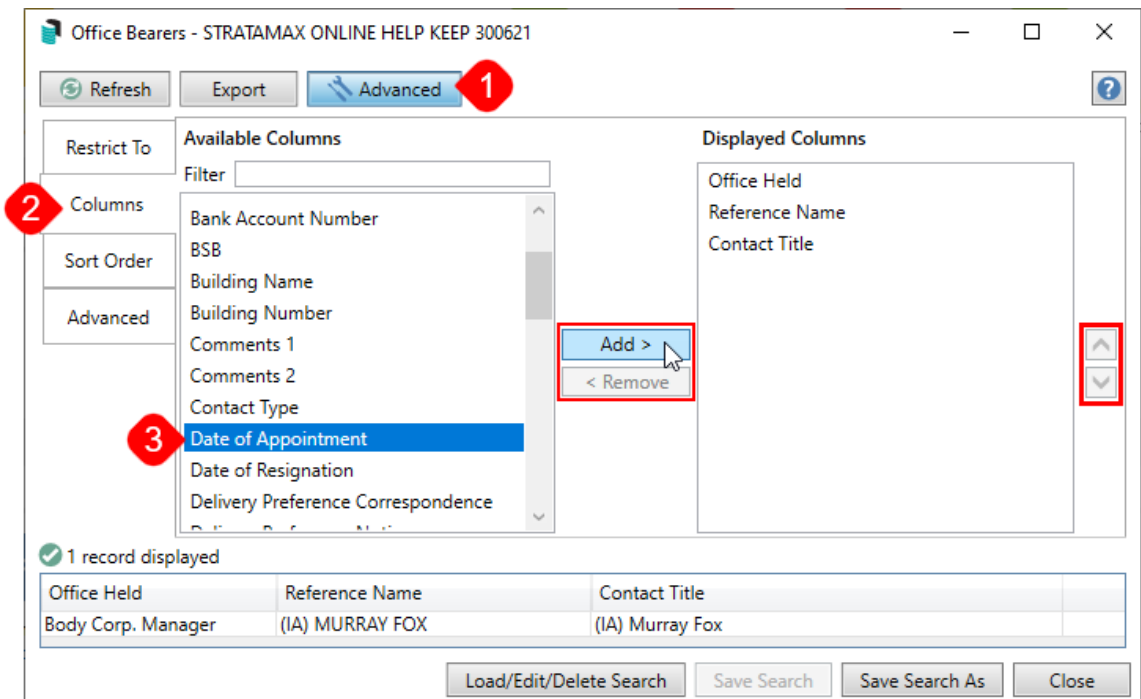 Office Bearers - STRATAMAX ONLINE HELP KEEP 300621
Refresh
Export
Advanced
1
Restrict To
Columns
2
Sort Order
Advanced
Available Columns
Filter
Bank Account Number
BSB
Building Name
Building Number
Comments 1
Comments 2
Contact Type
3
Date of Appointment
Date of Resignation
Delivery Preference Correspondence
Add >
< Remove
Displayed Columns
Office Held
Reference Name
Contact Title
1 record displayed
Office Held Reference Name Contact Title
Body Corp. Manager (IA) MURRAY FOX (IA) Murray Fox
Load/Edit/Delete Search
Save Search
Save Search As
Close